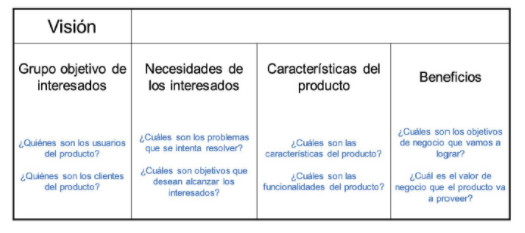 Visión
Grupo objetivo de
interesados
Necesidades de
los interesados
Características del
producto
Beneficios
¿Quiénes son los usuarios
del producto?
¿Quiénes son los clientes
del producto?
¿Cuáles son los problemas
que se intenta resolver?
¿Cuáles son objetivos que
desean alcanzar los
interesados?
¿Cuáles son las
características del producto?
¿Cuáles son las
funcionalidades del producto?
¿Cuáles son los objetivos
de negocio que vamos a
lograr?
¿Cuál es el valor de
negocio que el producto va
a proveer?